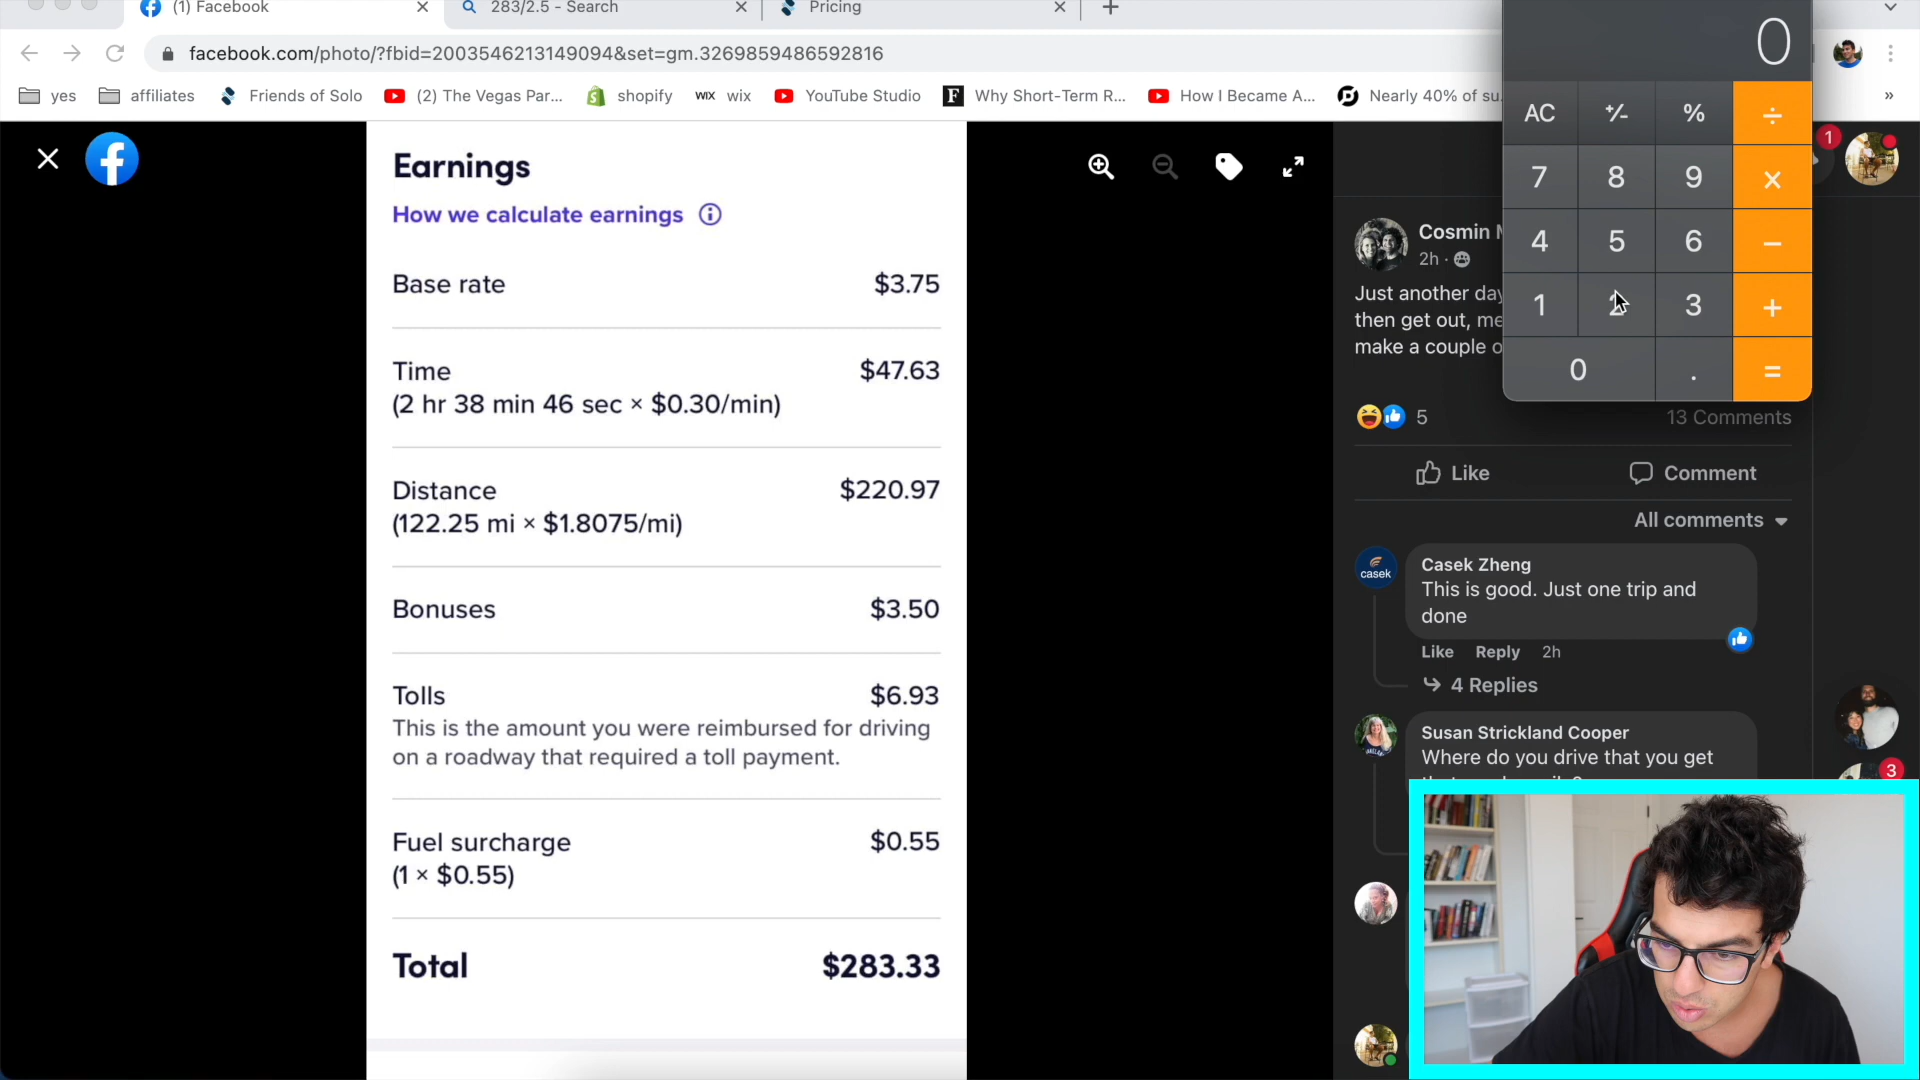 (1) Facebook
283/2.5 - Search
Pricing
facebook.com/photo/?fbid=2003546213149094&set=gm.3269859486592816
yes
affiliates
Friends of Solo
(2) The Vegas Par...
shopify
WIX wix
YouTube Studio
F Why Short-Term R...
How I Became A...
Nearly 40% of su
»
0
AC +/- % ÷
7 8 9 ×
4 5 6 −
1 2 3 +
0 . =
Earnings
How we calculate earnings
Base rate $3.75
Time $47.63
(2 hr 38 min 46 sec × $0.30/min)
Distance $220.97
(122.25 mi × $1.8075/mi)
Bonuses $3.50
Tolls $6.93
This is the amount you were reimbursed for driving
on a roadway that required a toll payment.
Fuel surcharge $0.55
(1 × $0.55)
Total $283.33
1
Cosmin
2h ·
Just another day
then get out, me
make a couple o
5
13 Comments
Like
Comment
All comments
casek
Casek Zheng
This is good. Just one trip and
done
Like Reply 2h
4 Replies
Susan Strickland Cooper
Where do you drive that you get
3